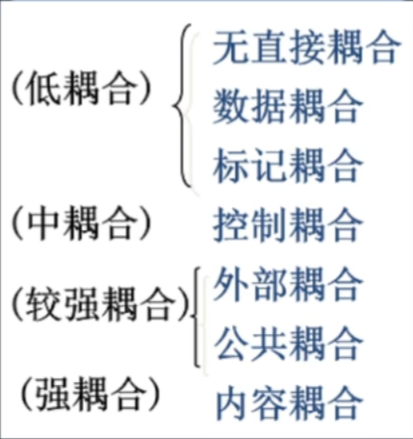 无直接耦合
(低耦合) 数据耦合
标记耦合
(中耦合) 控制耦合
(较强耦合) 外部耦合
公共耦合
(强耦合) 内容耦合